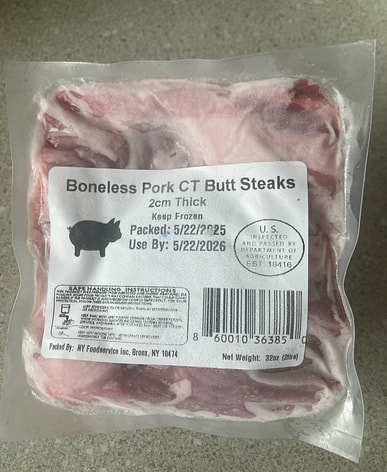 Boneless Pork CT Butt Steaks
2cm Thick
Keep Frozen
Packed: 5/22/2025
Use By: 5/22/2026
U.S.
INSPECTED
AND PASSED BY
DEPARTMENT OF
AGRICULTURE
EST 18416
SAFE HANDLING INSTRUCTIONS
8 60010 36385 0
Net Weight: 32oz (2lbs)
Packed By: NY Foodservice Inc, Bronx, NY 10474